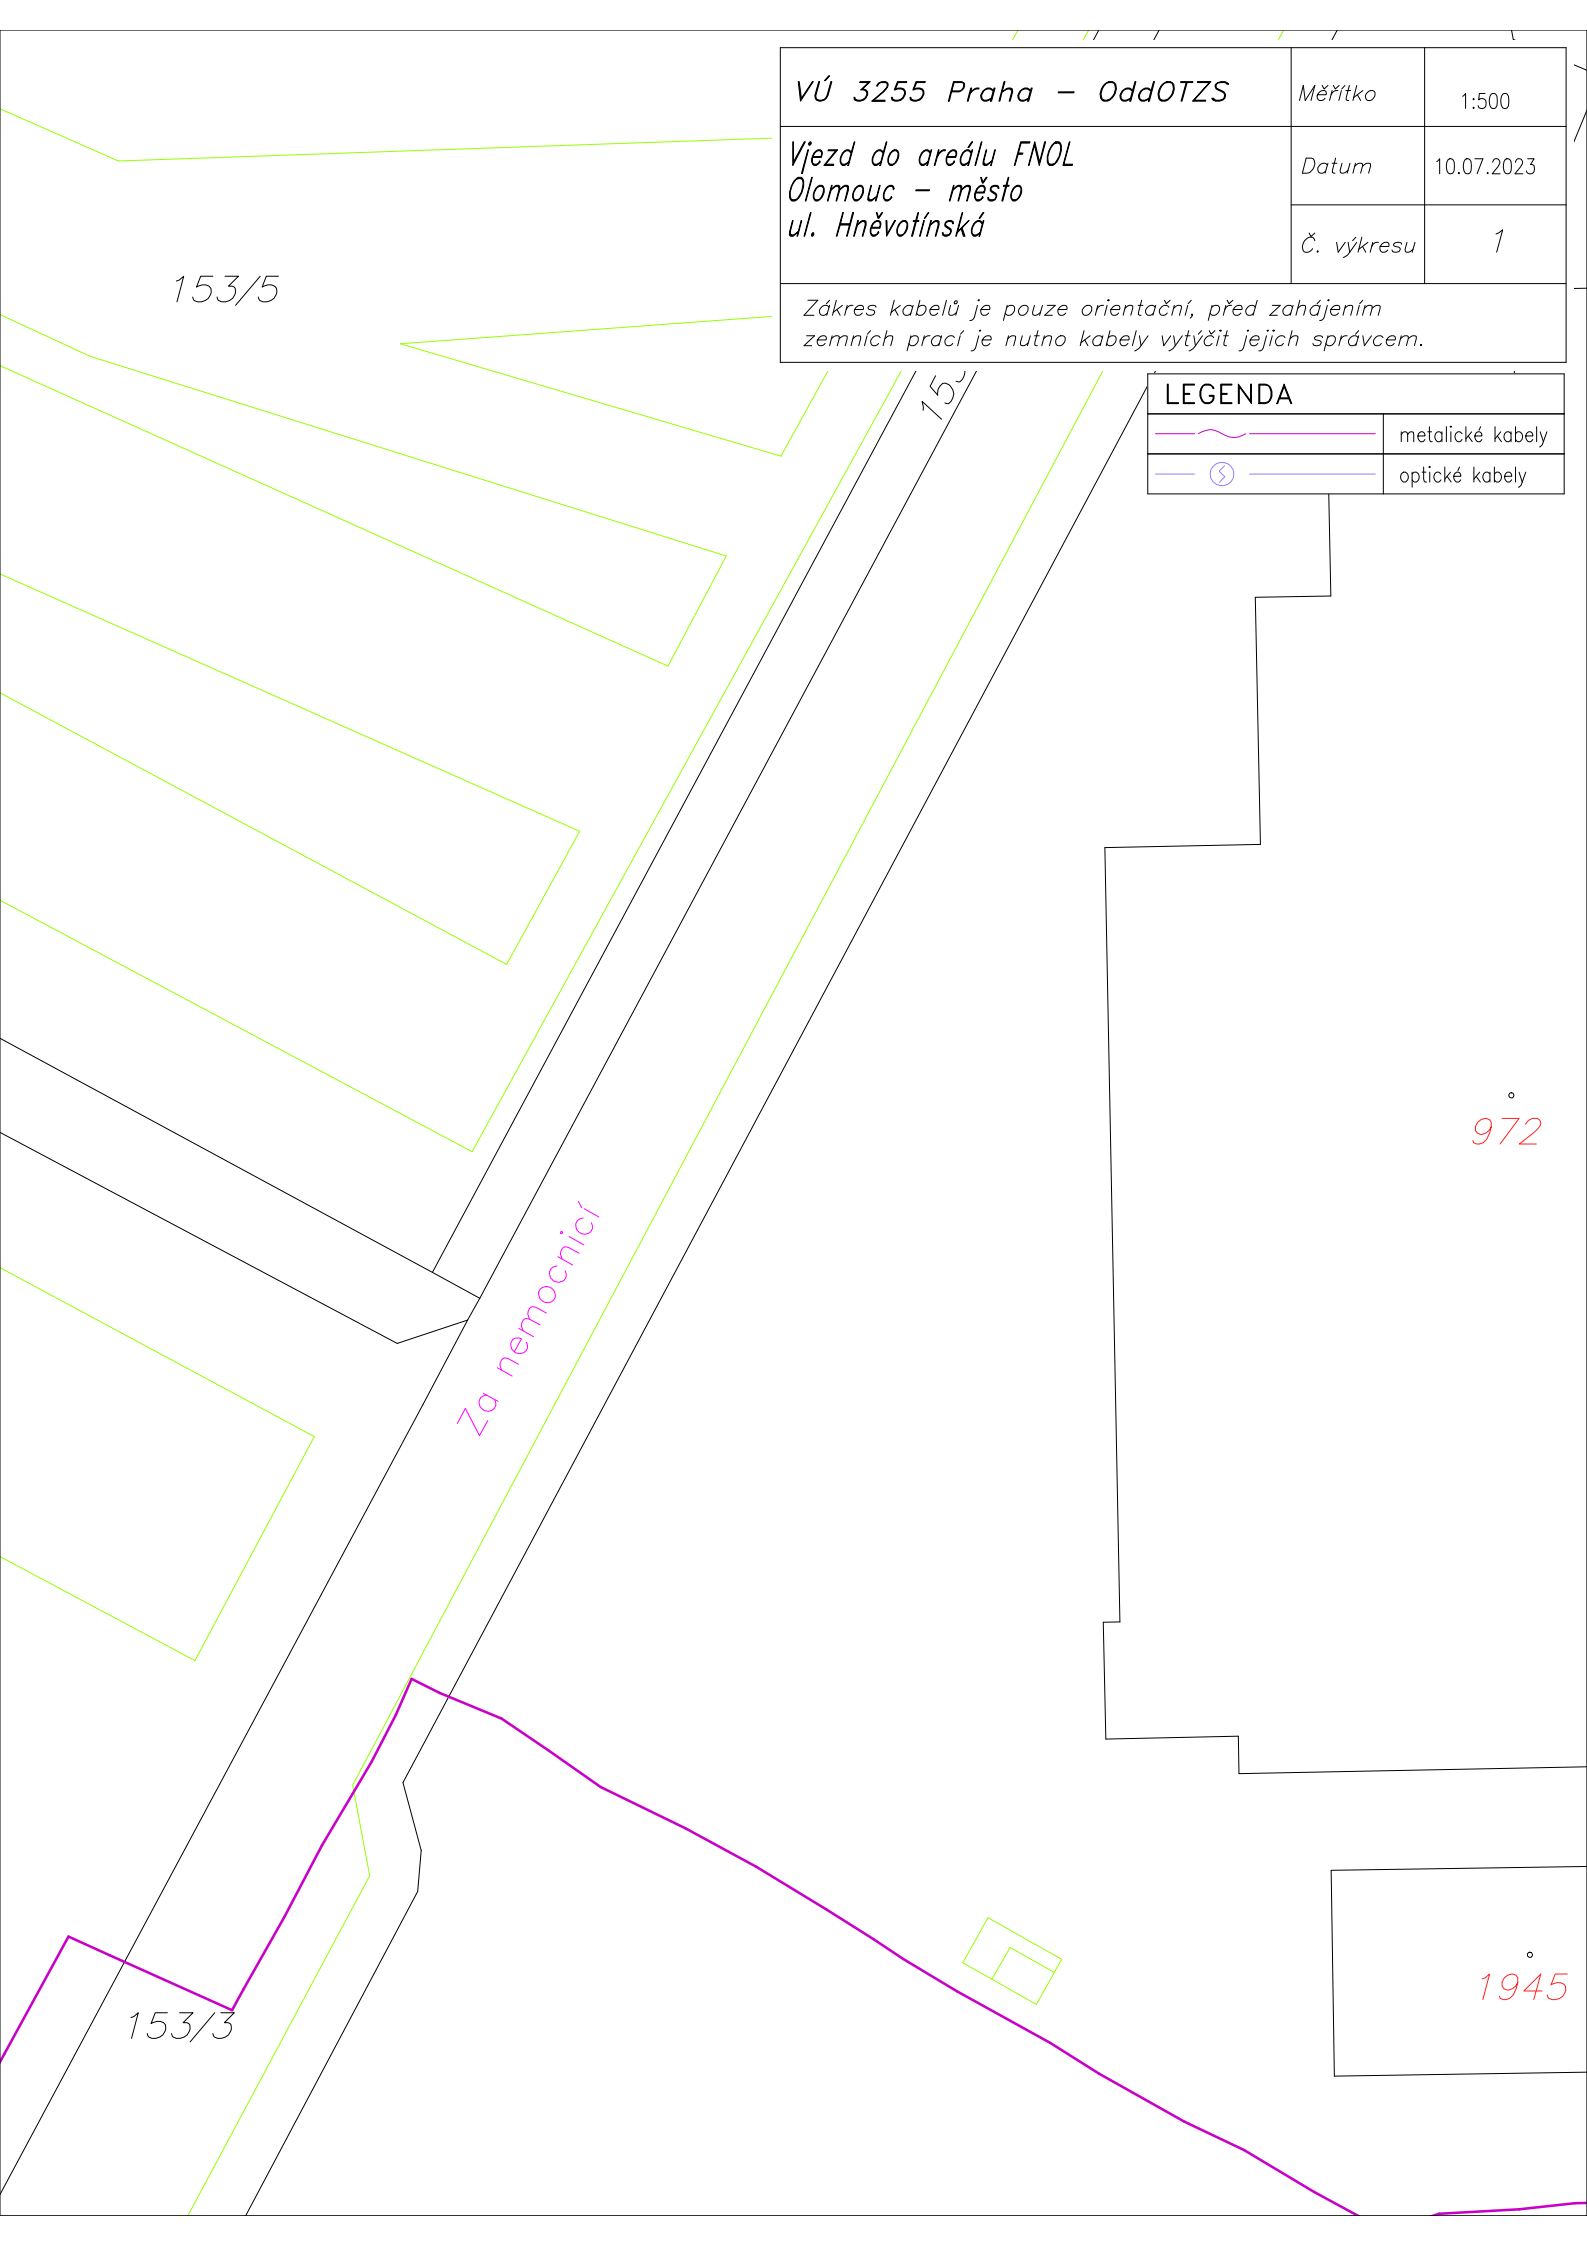 VÚ 3255 Praha – OddOTZS
Měřítko
1:500
Vjezd do areálu FNOL
Olomouc – město
ul. Hněvotínská
Datum
10.07.2023
Č. výkresu
1
Zákres kabelů je pouze orientační, před zahájením
zemních prací je nutno kabely vytýčit jejich správcem.
LEGENDA
metalické kabely
optické kabely
153/5
972
Za nemocnicí
1945
153/3